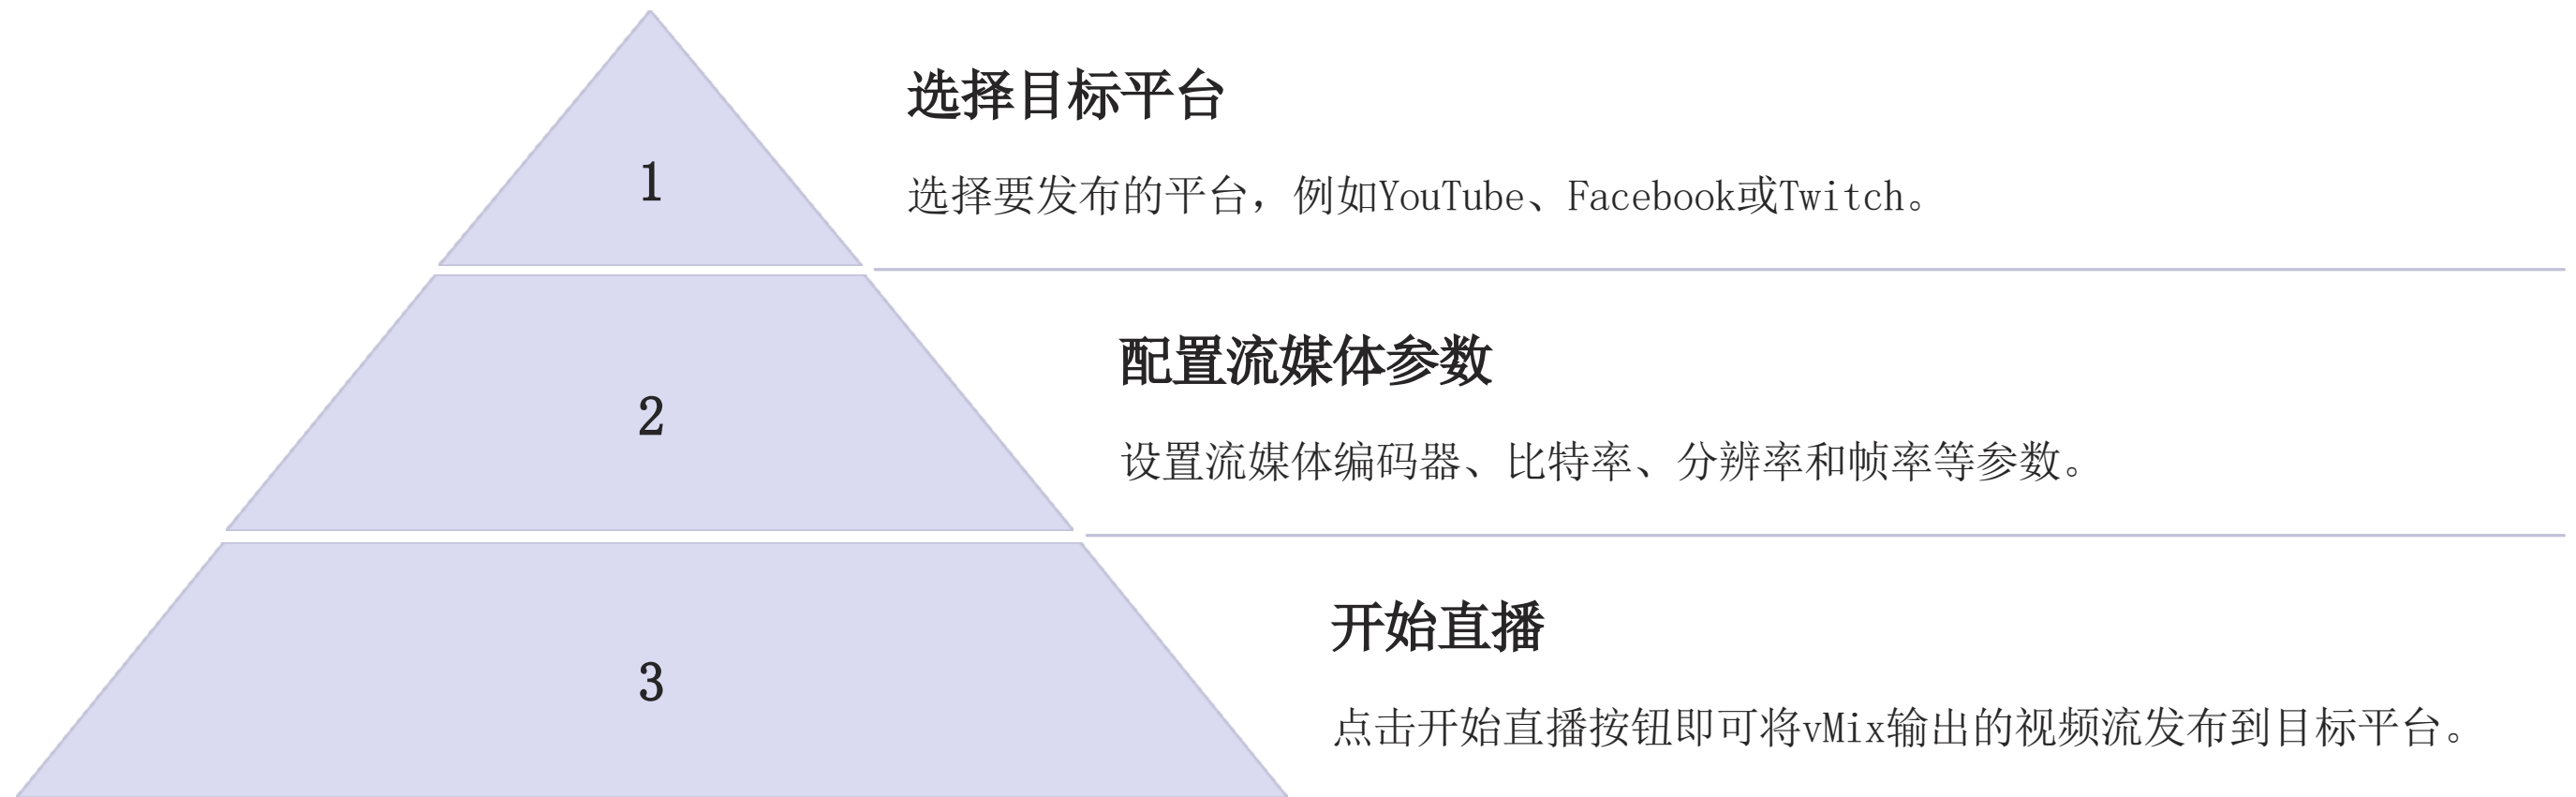 1
选择目标平台
选择要发布的平台，例如YouTube、Facebook或Twitch。
2
配置流媒体参数
设置流媒体编码器、比特率、分辨率和帧率等参数。
3
开始直播
点击开始直播按钮即可将vMix输出的视频流发布到目标平台。